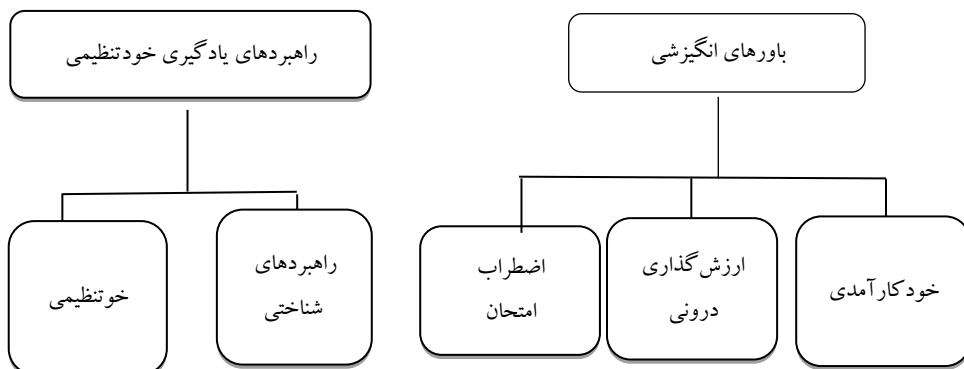 باورهای انگیزشی
راهبردهای یادگیری خودتنظیمی
خودکارآمدی
ارزش‌گذاری
درونی
اضطراب
امتحان
راهبردهای
شناختی
خوتنظیمی